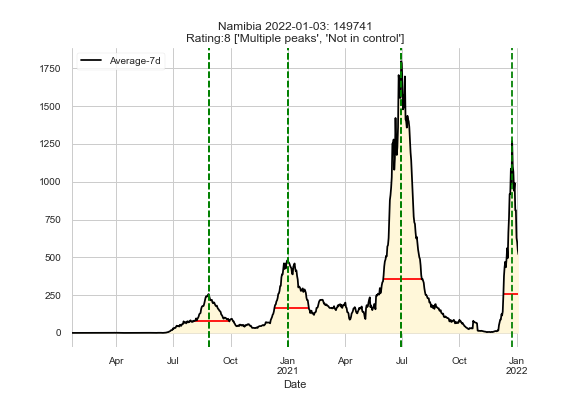 Namibia 2022-01-03: 149741
Rating:8 ['Multiple peaks', 'Not in control']
Average-7d
1750
1500
1250
1000
750
500
250
0
Apr Jul Oct Jan Apr Jul Oct Jan
2021 2022
Date